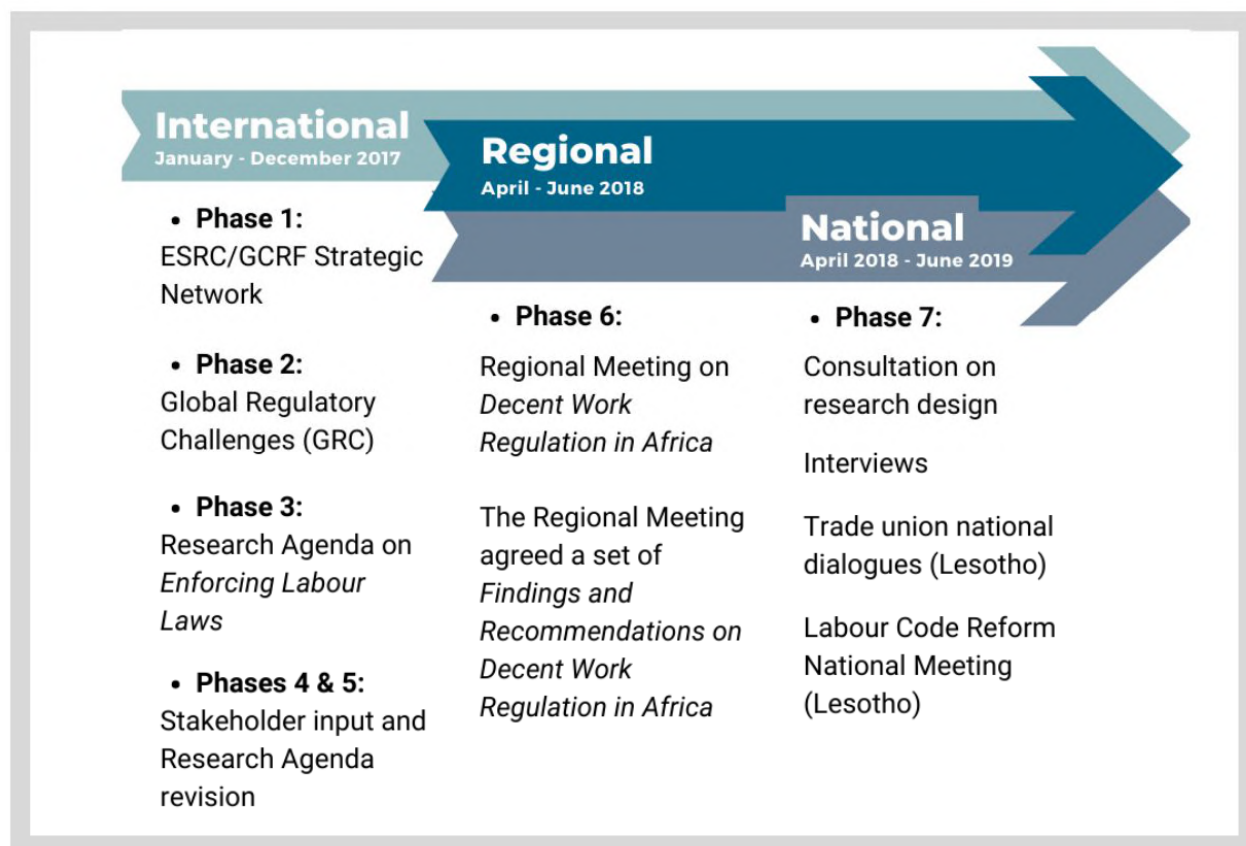 International
January - December 2017
Regional
April - June 2018
National
April 2018 - June 2019
• Phase 1:
ESRC/GCRF Strategic
Network
• Phase 2:
Global Regulatory
Challenges (GRC)
• Phase 3:
Research Agenda on
Enforcing Labour
Laws
• Phases 4 & 5:
Stakeholder input and
Research Agenda
revision
• Phase 6:
Regional Meeting on
Decent Work
Regulation in Africa
The Regional Meeting
agreed a set of
Findings and
Recommendations on
Decent Work
Regulation in Africa
• Phase 7:
Consultation on
research design
Interviews
Trade union national
dialogues (Lesotho)
Labour Code Reform
National Meeting
(Lesotho)